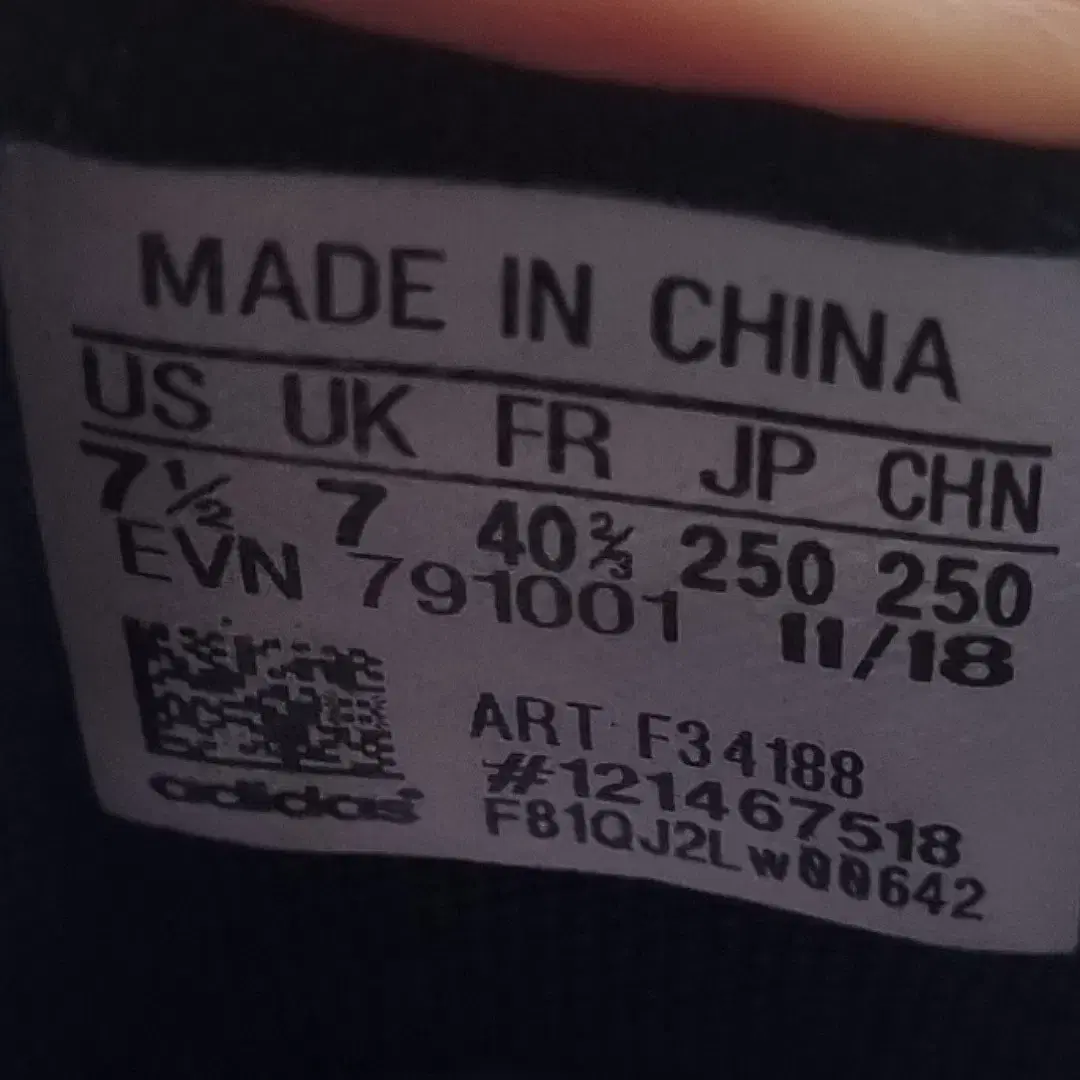 MADE IN CHINA
US UK FR JP CHN
7½ 7 40⅔ 250 250
EVN 791001 11/18
ART F34188
#121467518
F81QJ2Lw00642
adidas